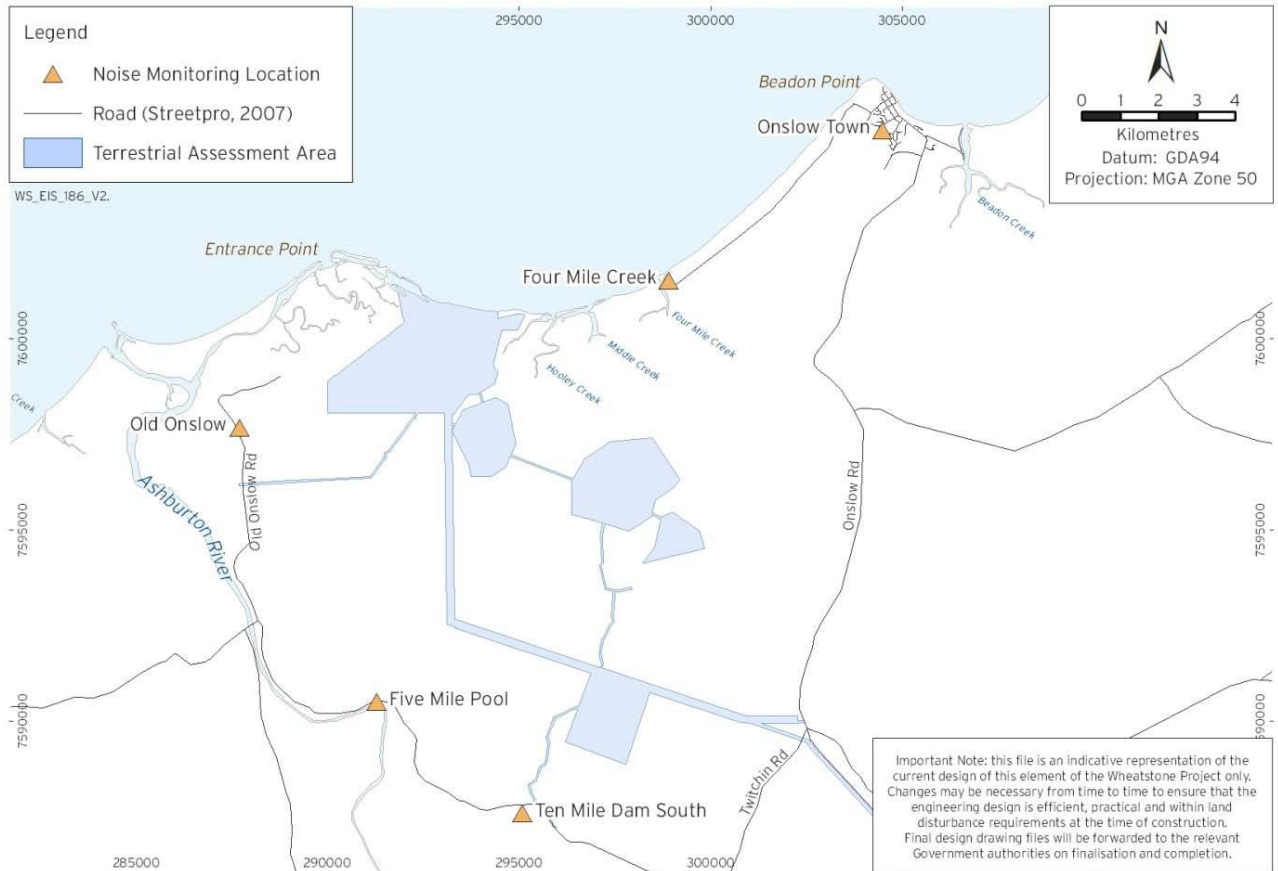 295000
300000
305000
Legend
Noise Monitoring Location
Road (Streetpro, 2007)
Terrestrial Assessment Area
WS_EIS_186_V2.
N
0 1 2 3 4
Kilometres
Datum: GDA94
Projection: MGA Zone 50
Beadon Point
Onslow Town
Beadon Creek
Entrance Point
Four Mile Creek
Four Mile Creek
Middle Creek
Hooley Creek
7600000
7600000
Creek
Old Onslow
Old Onslow Rd
Ashburton River
Onslow Rd
7595000
7595000
Five Mile Pool
7590000
7590000
Twitchin Rd
Ten Mile Dam South
Important Note: this file is an indicative representation of the
current design of this element of the Wheatstone Project only.
Changes may be necessary from time to time to ensure that the
engineering design is efficient, practical and within land
disturbance requirements at the time of construction.
Final design drawing files will be forwarded to the relevant
Government authorities on finalisation and completion.
285000
290000
295000
300000